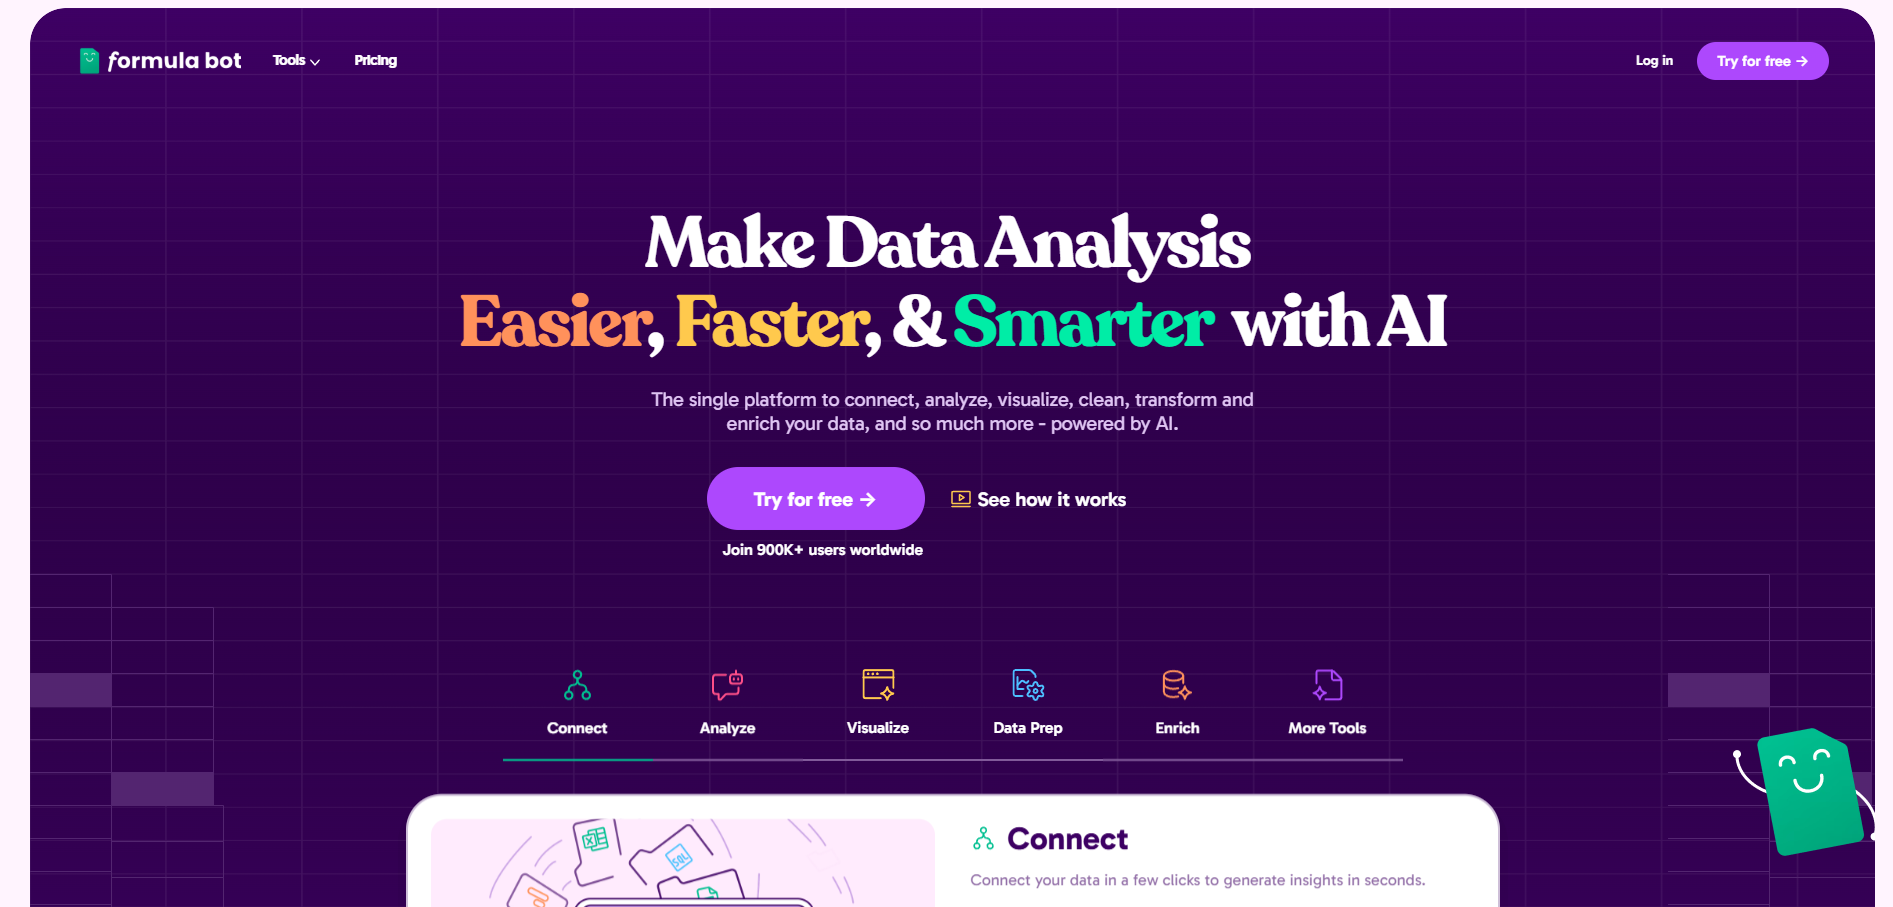 formula bot
Tools
Pricing
Log in
Try for free →
Make Data Analysis
Easier, Faster, & Smarter with AI
The single platform to connect, analyze, visualize, clean, transform and
enrich your data, and so much more - powered by AI.
Try for free →
See how it works
Join 900K+ users worldwide
Connect
Analyze
Visualize
Data Prep
Enrich
More Tools
SQL
Connect
Connect your data in a few clicks to generate insights in seconds.